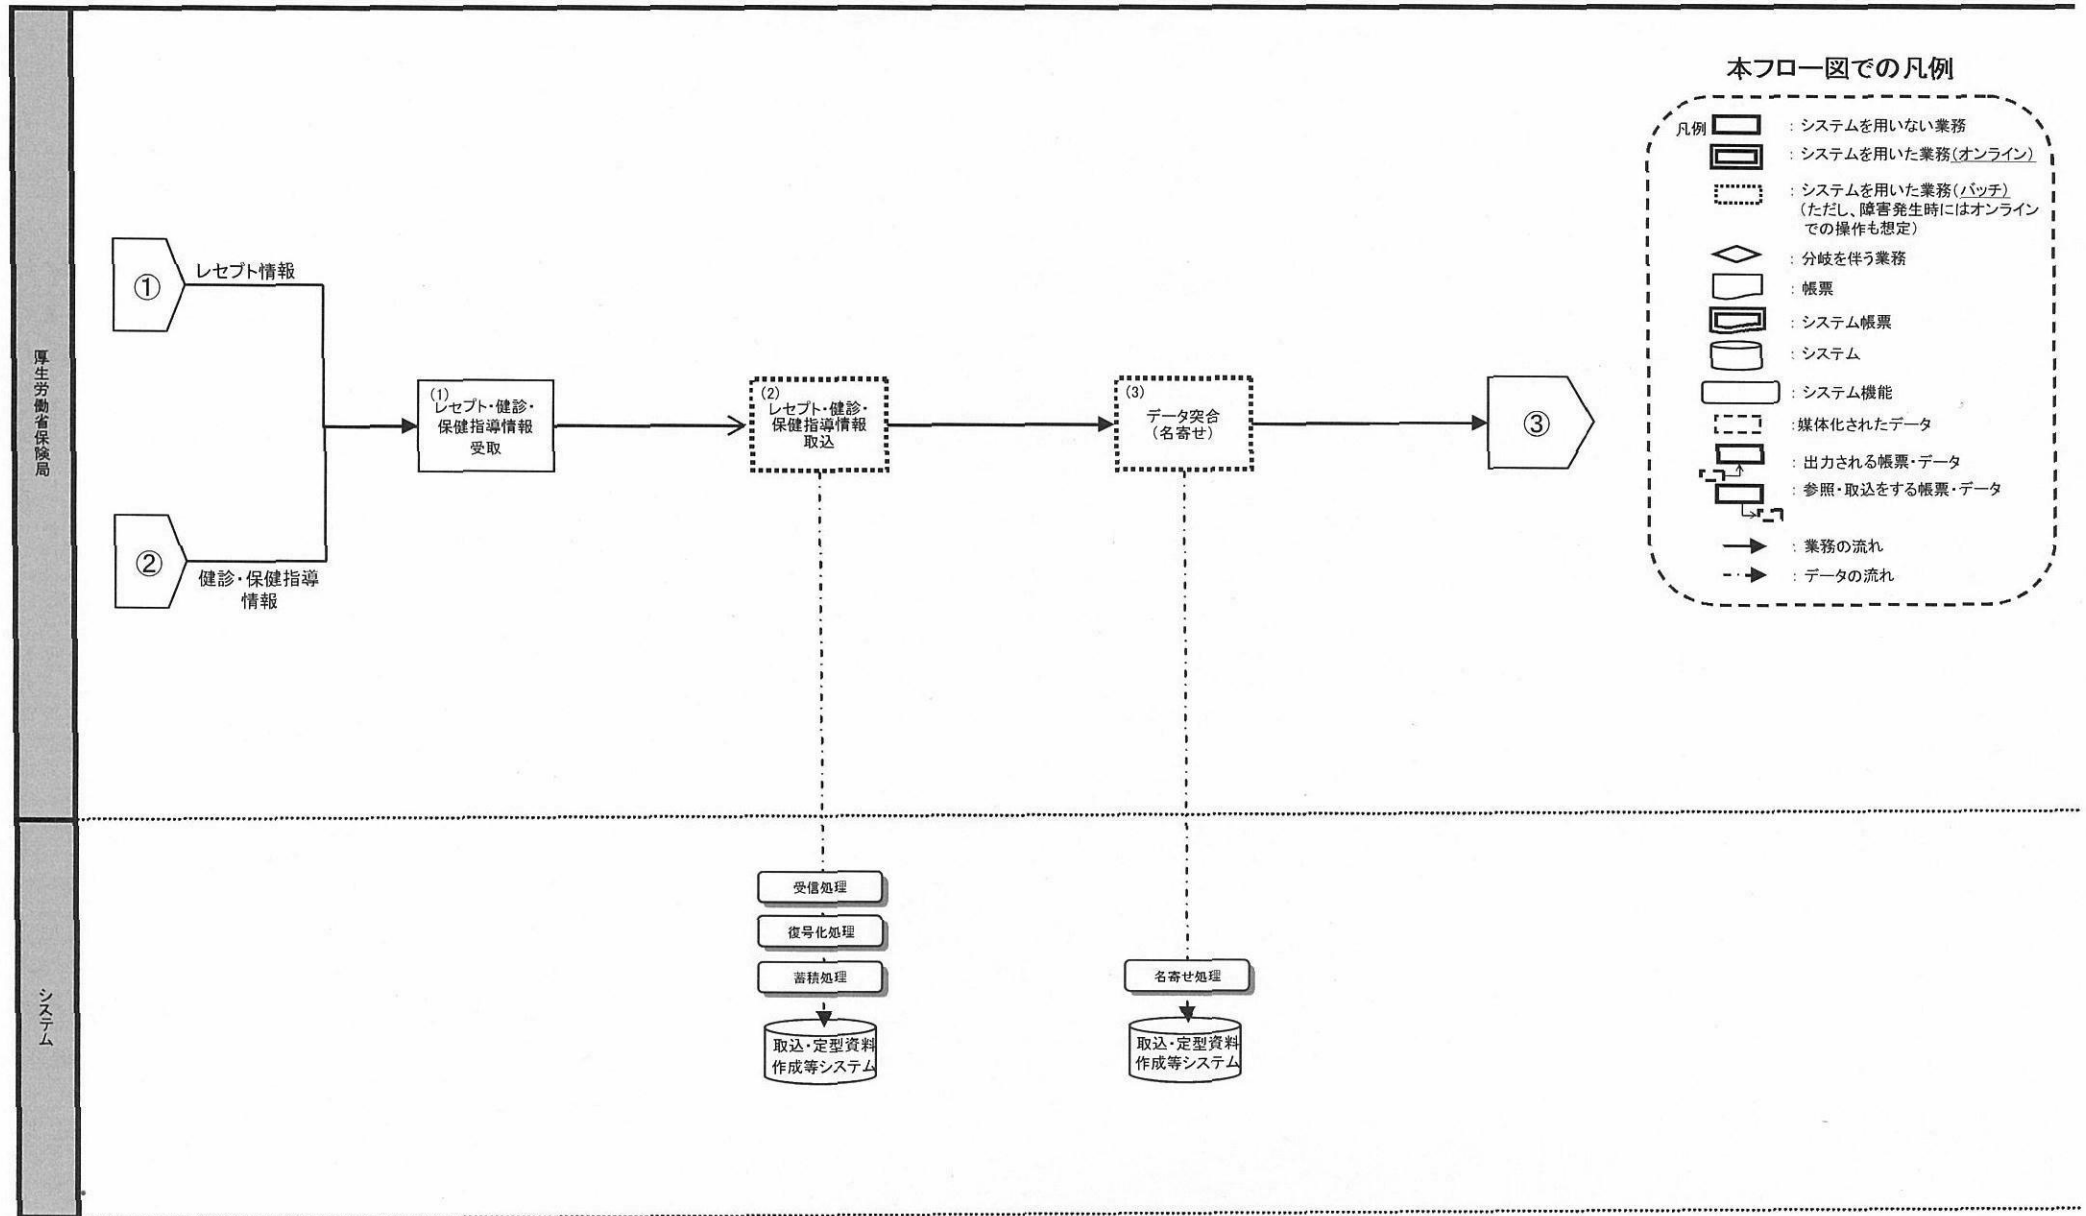 厚生労働省保険局
①
レセプト情報
②
健診・保健指導
情報
(1)
レセプト・健診・
保健指導情報
受取
(2)
レセプト・健診・
保健指導情報
取込
(3)
データ突合
(名寄せ)
③
本フロー図での凡例
凡例
：システムを用いない業務
：システムを用いた業務(オンライン)
：システムを用いた業務(バッチ)
(ただし、障害発生時にはオンライン
での操作も想定)
：分岐を伴う業務
：帳票
：システム帳票
：システム
：システム機能
：媒体化されたデータ
：出力される帳票・データ
：参照・取込をする帳票・データ
：業務の流れ
：データの流れ
システム
受信処理
復号化処理
蓄積処理
取込・定型資料
作成等システム
名寄せ処理
取込・定型資料
作成等システム